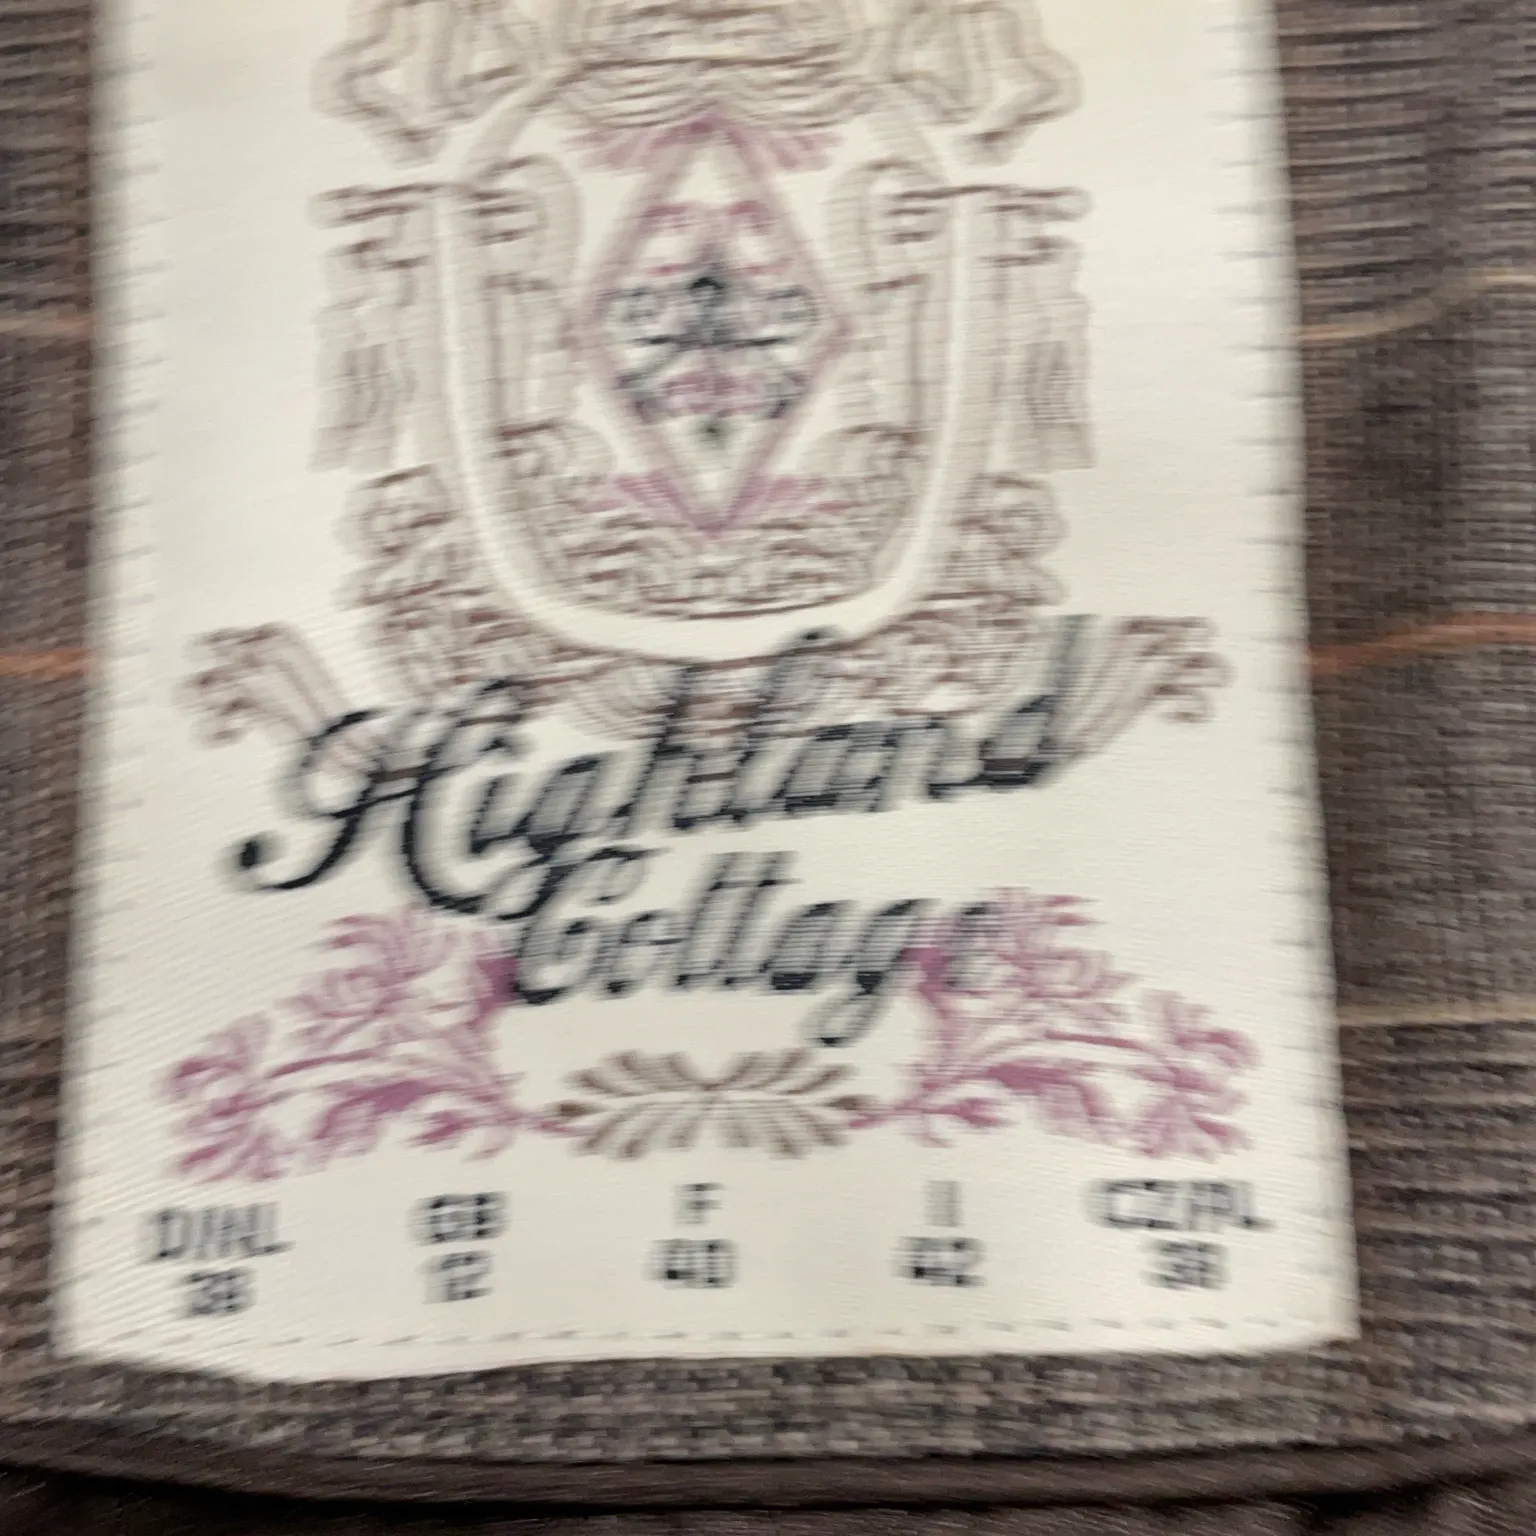 Highland
Cottage
D/NL GB F I CZ/PL
38 12 40 42 38